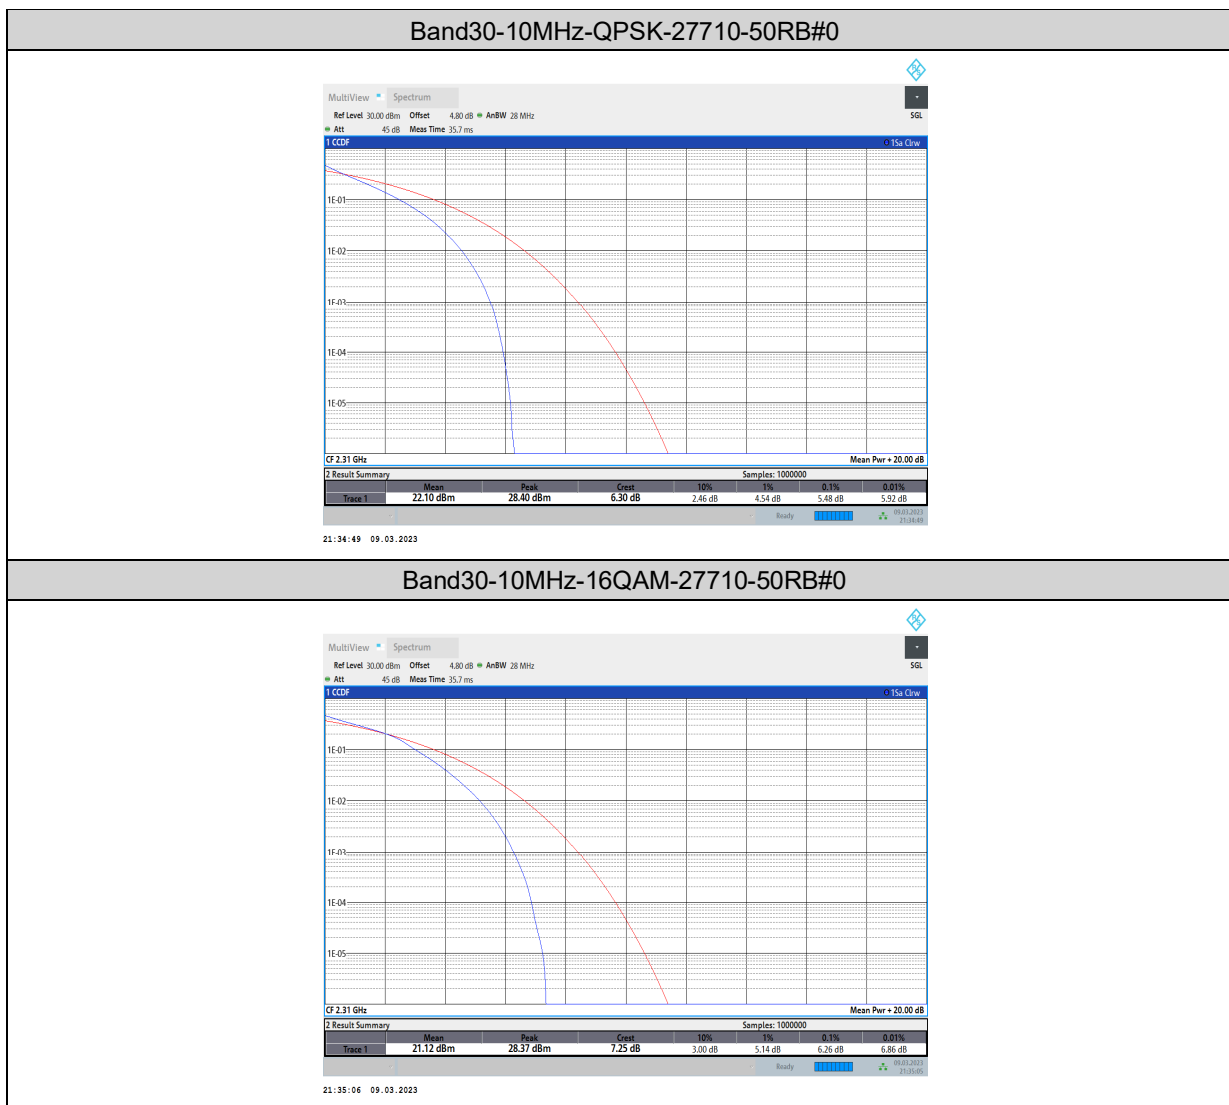 Band30-10MHz-QPSK-27710-50RB#0
MultiView Spectrum
Ref Level 30.00 dBm Offset 4.80 dB AnBW 28 MHz SGL
Att 45 dB Meas Time 35.7 ms
1 CCDF 1Sa Clrw
1E-01
1E-02
1E-03
1E-04
1E-05
CF 2.31 GHz Mean Pwr + 20.00 dB
2 Result Summary Samples: 1000000
Mean Peak Crest 10% 1% 0.1% 0.01%
Trace 1 22.10 dBm 28.40 dBm 6.30 dB 2.46 dB 4.54 dB 5.48 dB 5.92 dB
Ready 09.03.2023
21:34:49
21:34:49 09.03.2023
Band30-10MHz-16QAM-27710-50RB#0
MultiView Spectrum
Ref Level 30.00 dBm Offset 4.80 dB AnBW 28 MHz SGL
Att 45 dB Meas Time 35.7 ms
1 CCDF 1Sa Clrw
1E-01
1E-02
1E-03
1E-04
1E-05
CF 2.31 GHz Mean Pwr + 20.00 dB
2 Result Summary Samples: 1000000
Mean Peak Crest 10% 1% 0.1% 0.01%
Trace 1 21.12 dBm 28.37 dBm 7.25 dB 3.00 dB 5.14 dB 6.26 dB 6.86 dB
Ready 09.03.2023
21:35:05
21:35:06 09.03.2023